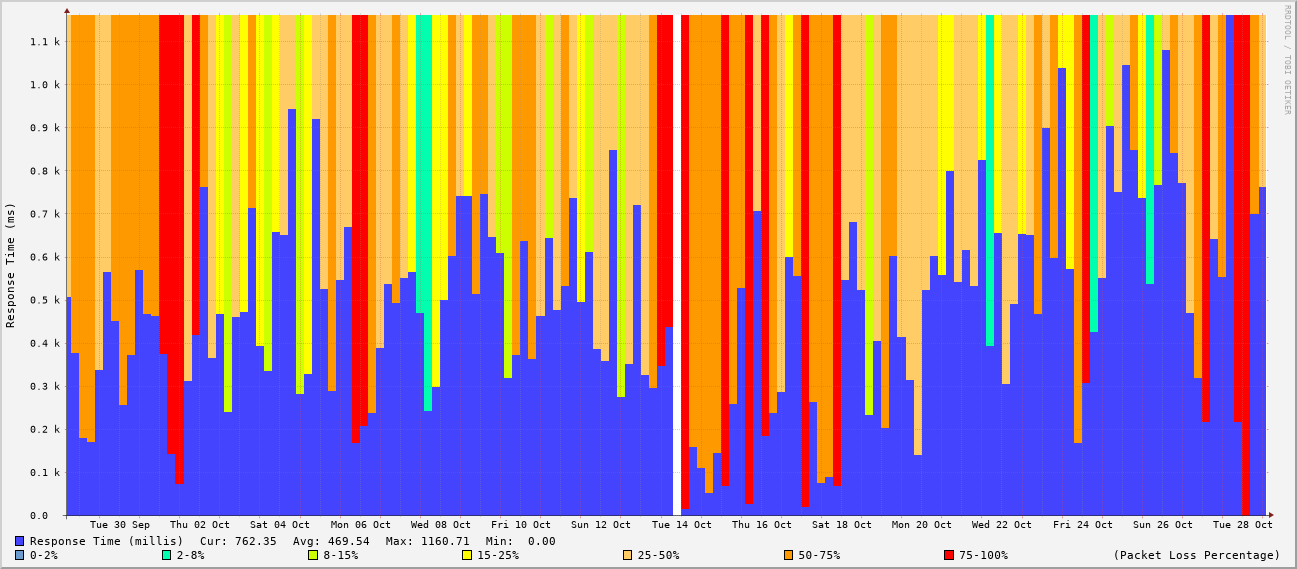 RRDTOOL / TOBI OETIKER
Response Time (ms)
1.1 k
1.0 k
0.9 k
0.8 k
0.7 k
0.6 k
0.5 k
0.4 k
0.3 k
0.2 k
0.1 k
0.0
Tue 30 Sep Thu 02 Oct Sat 04 Oct Mon 06 Oct Wed 08 Oct Fri 10 Oct Sun 12 Oct Tue 14 Oct Thu 16 Oct Sat 18 Oct Mon 20 Oct Wed 22 Oct Fri 24 Oct Sun 26 Oct Tue 28 Oct
Response Time (millis) Cur: 762.35 Avg: 469.54 Max: 1160.71 Min: 0.00
0-2% 2-8% 8-15% 15-25% 25-50% 50-75% 75-100% (Packet Loss Percentage)